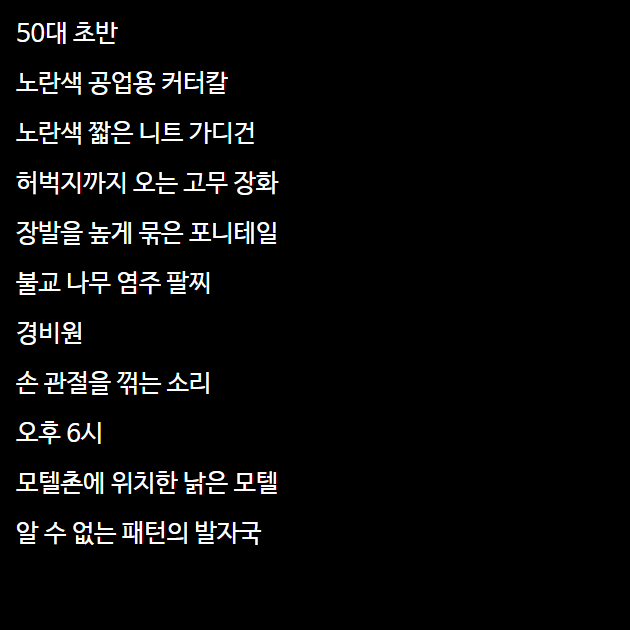 50대 초반
노란색 공업용 커터칼
노란색 짧은 니트 가디건
허벅지까지 오는 고무 장화
장발을 높게 묶은 포니테일
불교 나무 염주 팔찌
경비원
손 관절을 꺾는 소리
오후 6시
모텔촌에 위치한 낡은 모텔
알 수 없는 패턴의 발자국